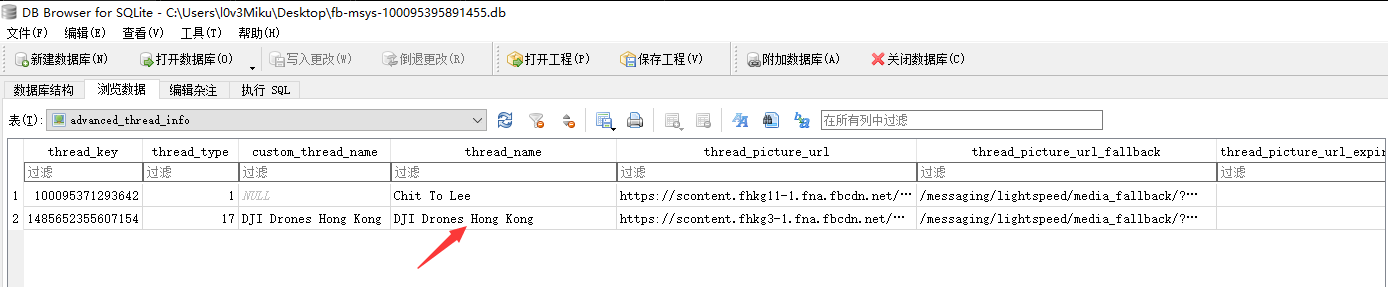 DB Browser for SQLite - C:\Users\l0v3Miku\Desktop\fb-msys-100095395891455.db
文件(F) 编辑(E) 查看(V) 工具(T) 帮助(H)
新建数据库(N) 打开数据库(O) 写入更改(W) 倒退更改(R) 打开工程(P) 保存工程(V) 附加数据库(A) 关闭数据库(C)
数据库结构 浏览数据 编辑杂注 执行 SQL
表(T): advanced_thread_info 在所有列中过滤
thread_key thread_type custom_thread_name thread_name thread_picture_url thread_picture_url_fallback thread_picture_url_expir
过滤 过滤 过滤 过滤 过滤 过滤 过滤
1 100095371293642 1 NULL Chit To Lee https://scontent.fhkg11-1.fna.fbcdn.net/… /messaging/lightspeed/media_fallback/?…
2 1485652355607154 17 DJI Drones Hong Kong DJI Drones Hong Kong https://scontent.fhkg3-1.fna.fbcdn.net/… /messaging/lightspeed/media_fallback/?…